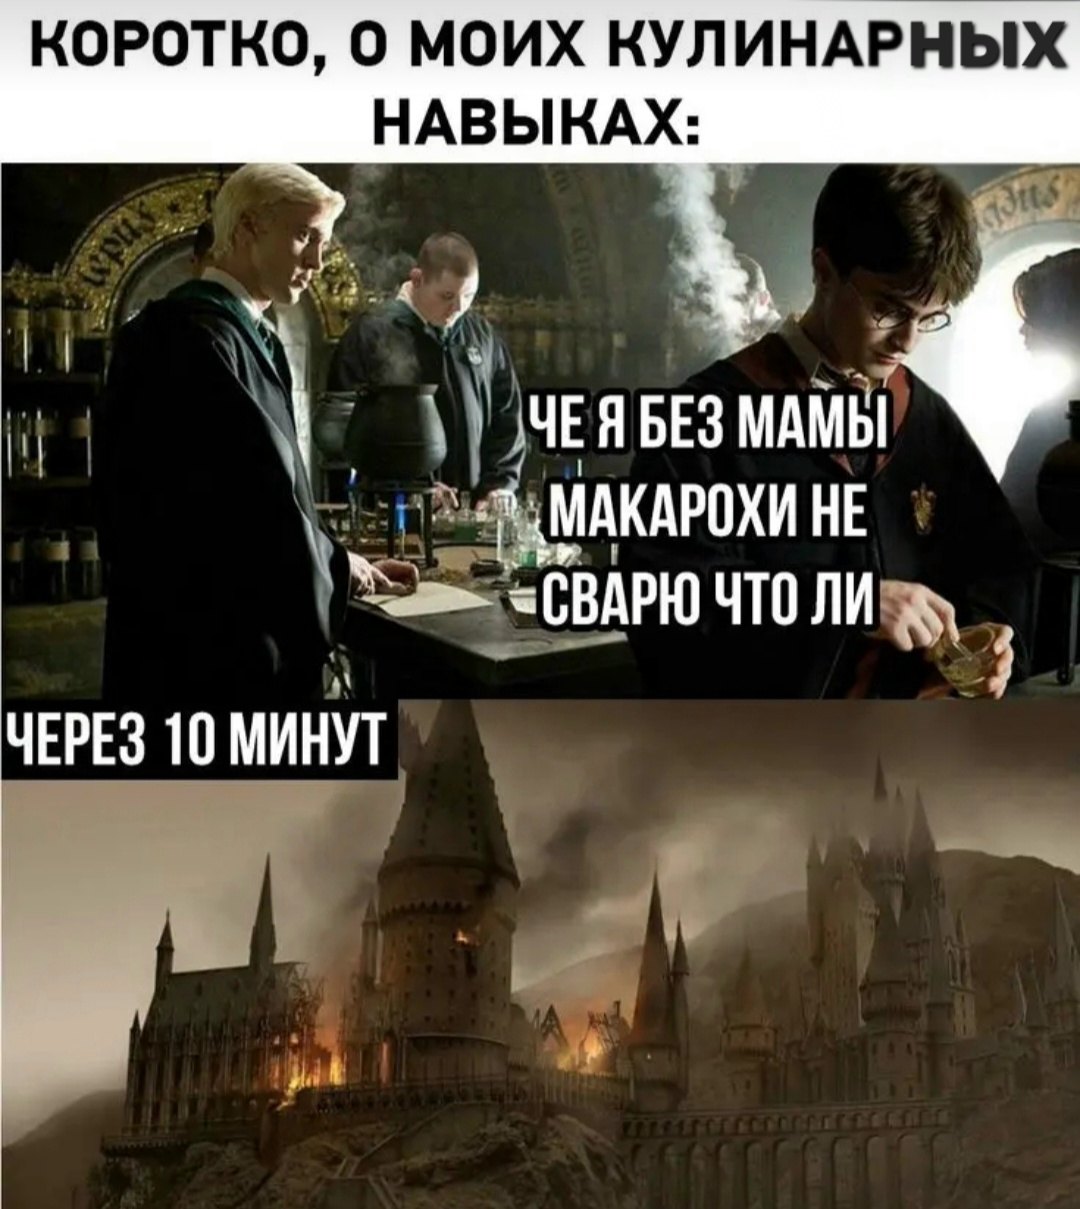 КОРОТКО, О МОИХ КУЛИНАРНЫХ
НАВЫКАХ:
ЧЕ Я БЕЗ МАМЫ
МАКАРОХИ НЕ
СВАРЮ ЧТО ЛИ
ЧЕРЕЗ 10 МИНУТ